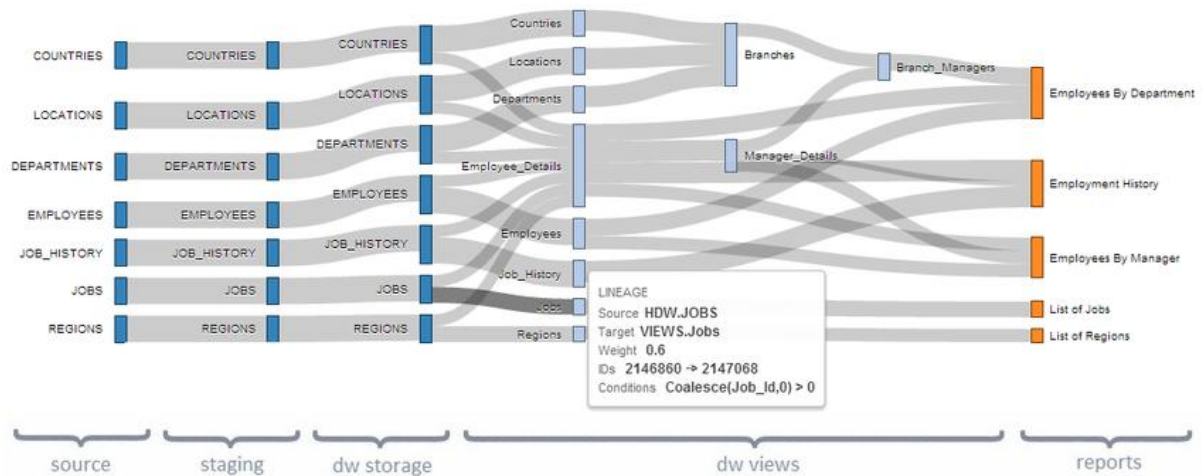 COUNTRIES
LOCATIONS
DEPARTMENTS
EMPLOYEES
JOB_HISTORY
JOBS
REGIONS
COUNTRIES
LOCATIONS
DEPARTMENTS
EMPLOYEES
JOB_HISTORY
JOBS
REGIONS
COUNTRIES
LOCATIONS
DEPARTMENTS
EMPLOYEES
JOB_HISTORY
JOBS
REGIONS
Countries
Locations
Departments
Employee_Details
Employees
Job_History
Jobs
Regions
Branches
Manager_Details
Branch_Managers
Employees By Department
Employment History
Employees By Manager
List of Jobs
List of Regions
LINEAGE
Source HDW.JOBS
Target VIEWS.Jobs
Weight 0.6
IDs 2146860 -> 2147068
Conditions Coalesce(Job_Id,0) > 0
source
staging
dw storage
dw views
reports